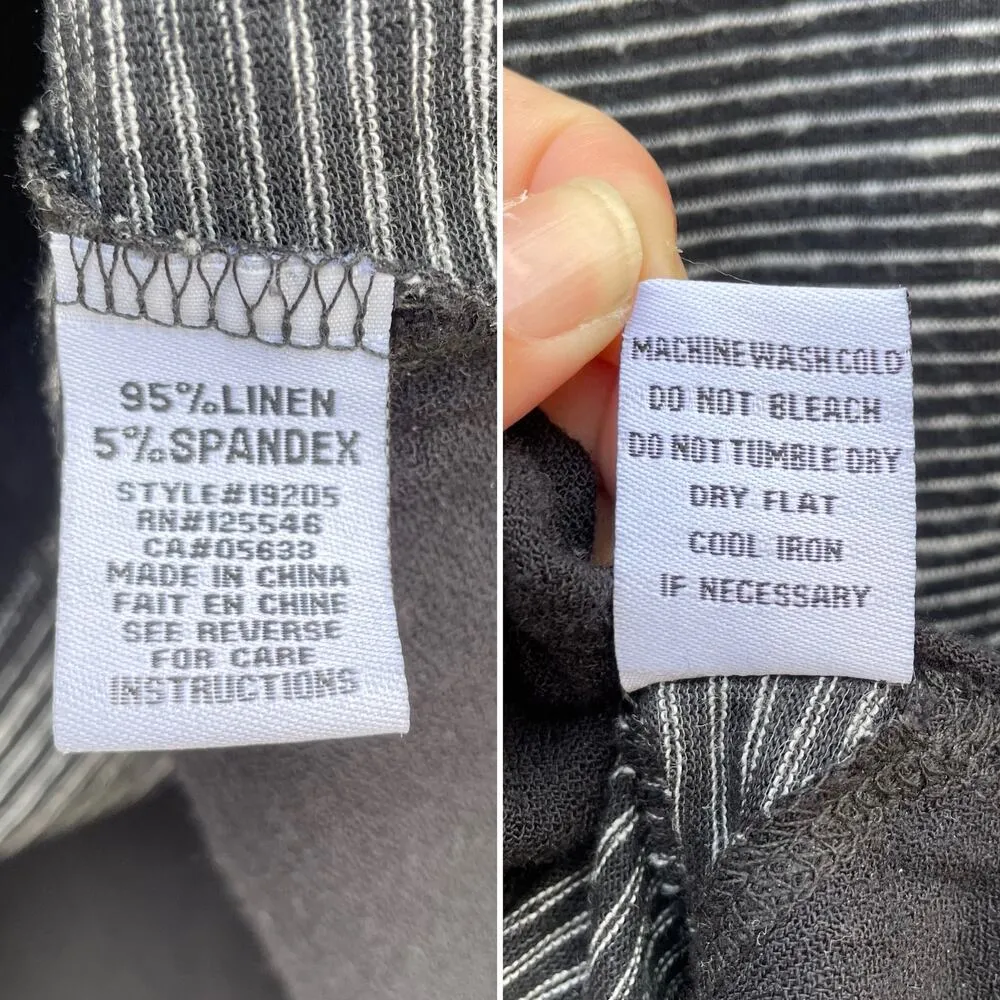 95%LINEN
5%SPANDEX
STYLE#19205
RN#125546
CA#05633
MADE IN CHINA
FAIT EN CHINE
SEE REVERSE
FOR CARE
INSTRUCTIONS
MACHINE WASH COLD
DO NOT BLEACH
DO NOT TUMBLE DRY
DRY FLAT
COOL IRON
IF NECESSARY